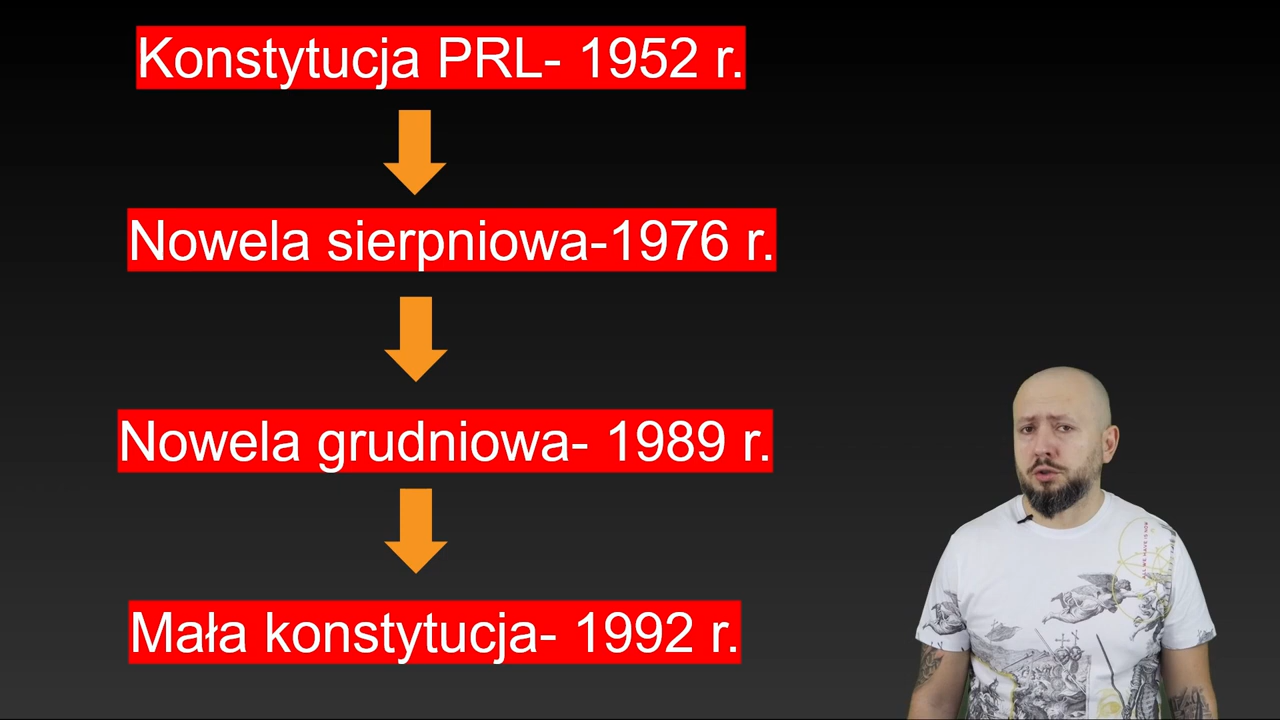 Konstytucja PRL- 1952 r.
Nowela sierpniowa-1976 r.
Nowela grudniowa- 1989 r.
Mała konstytucja- 1992 r.